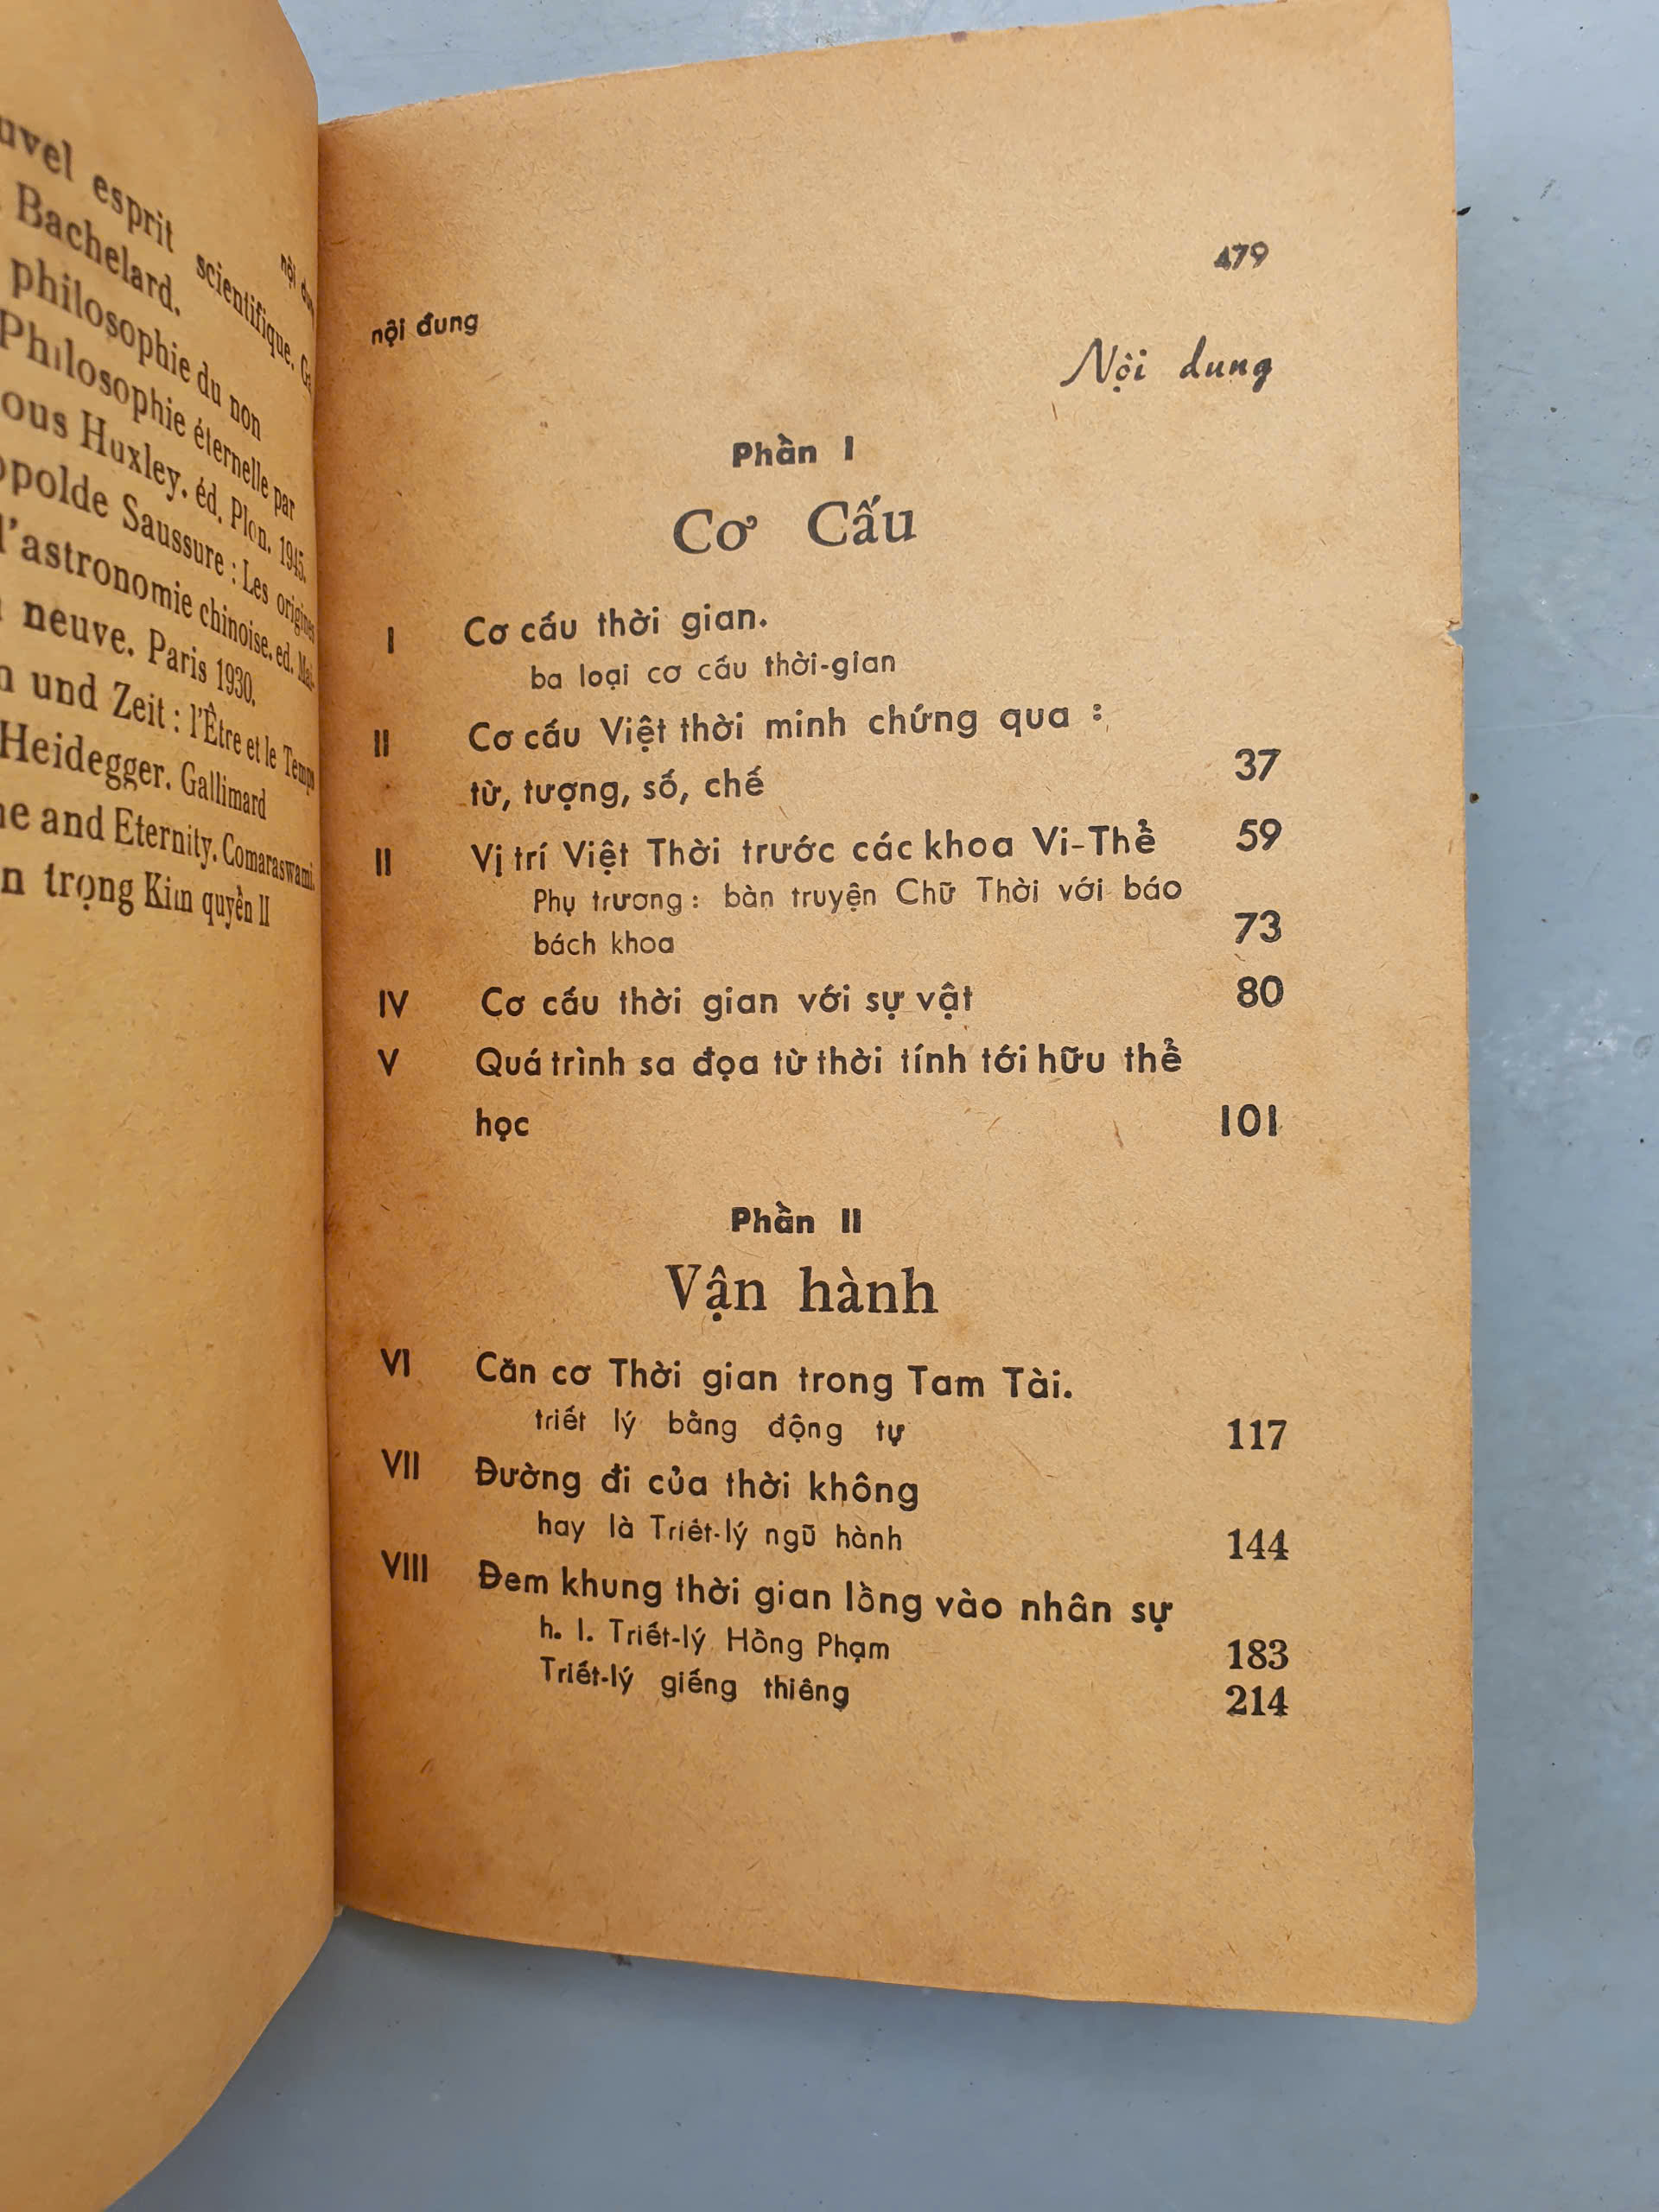 esprit scientifique.
Bachelard.
philosophie du non
Philosophie éternelle par
Huxley. éd. Plon. 1945.
Saussure : Les origines
l'astronomie chinoise. ed.
neuve. Paris 1930.
und Zeit : l'Être et le Temps
Heidegger. Gallimard
and Eternity. Comaraswami.
trọng Kim quyển II
479
nội đung
Nội dung
Phần I
Cơ Cấu
I Cơ cấu thời gian.
ba loại cơ cấu thời-gian
II Cơ cấu Việt thời minh chứng qua :
từ, tượng, số, chế 37
II Vị trí Việt Thời trước các khoa Vi-Thể 59
Phụ trương : bàn truyện Chữ Thời với báo
bách khoa 73
IV Cơ cấu thời gian với sự vật 80
V Quá trình sa đọa từ thời tính tới hữu thể
học 101
Phần II
Vận hành
VI Căn cơ Thời gian trong Tam Tài.
triết lý bằng động tự 117
VII Đường đi của thời không
hay là Triết-lý ngũ hành 144
VIII Đem khung thời gian lồng vào nhân sự
h. l. Triết-lý Hồng Phạm 183
Triết-lý giếng thiêng 214